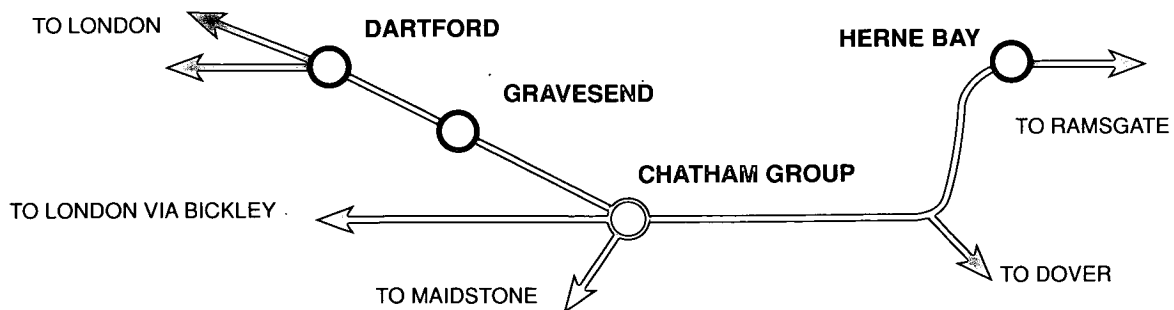 TO LONDON
DARTFORD
HERNE BAY
GRAVESEND
TO RAMSGATE
CHATHAM GROUP
TO LONDON VIA BICKLEY
TO DOVER
TO MAIDSTONE